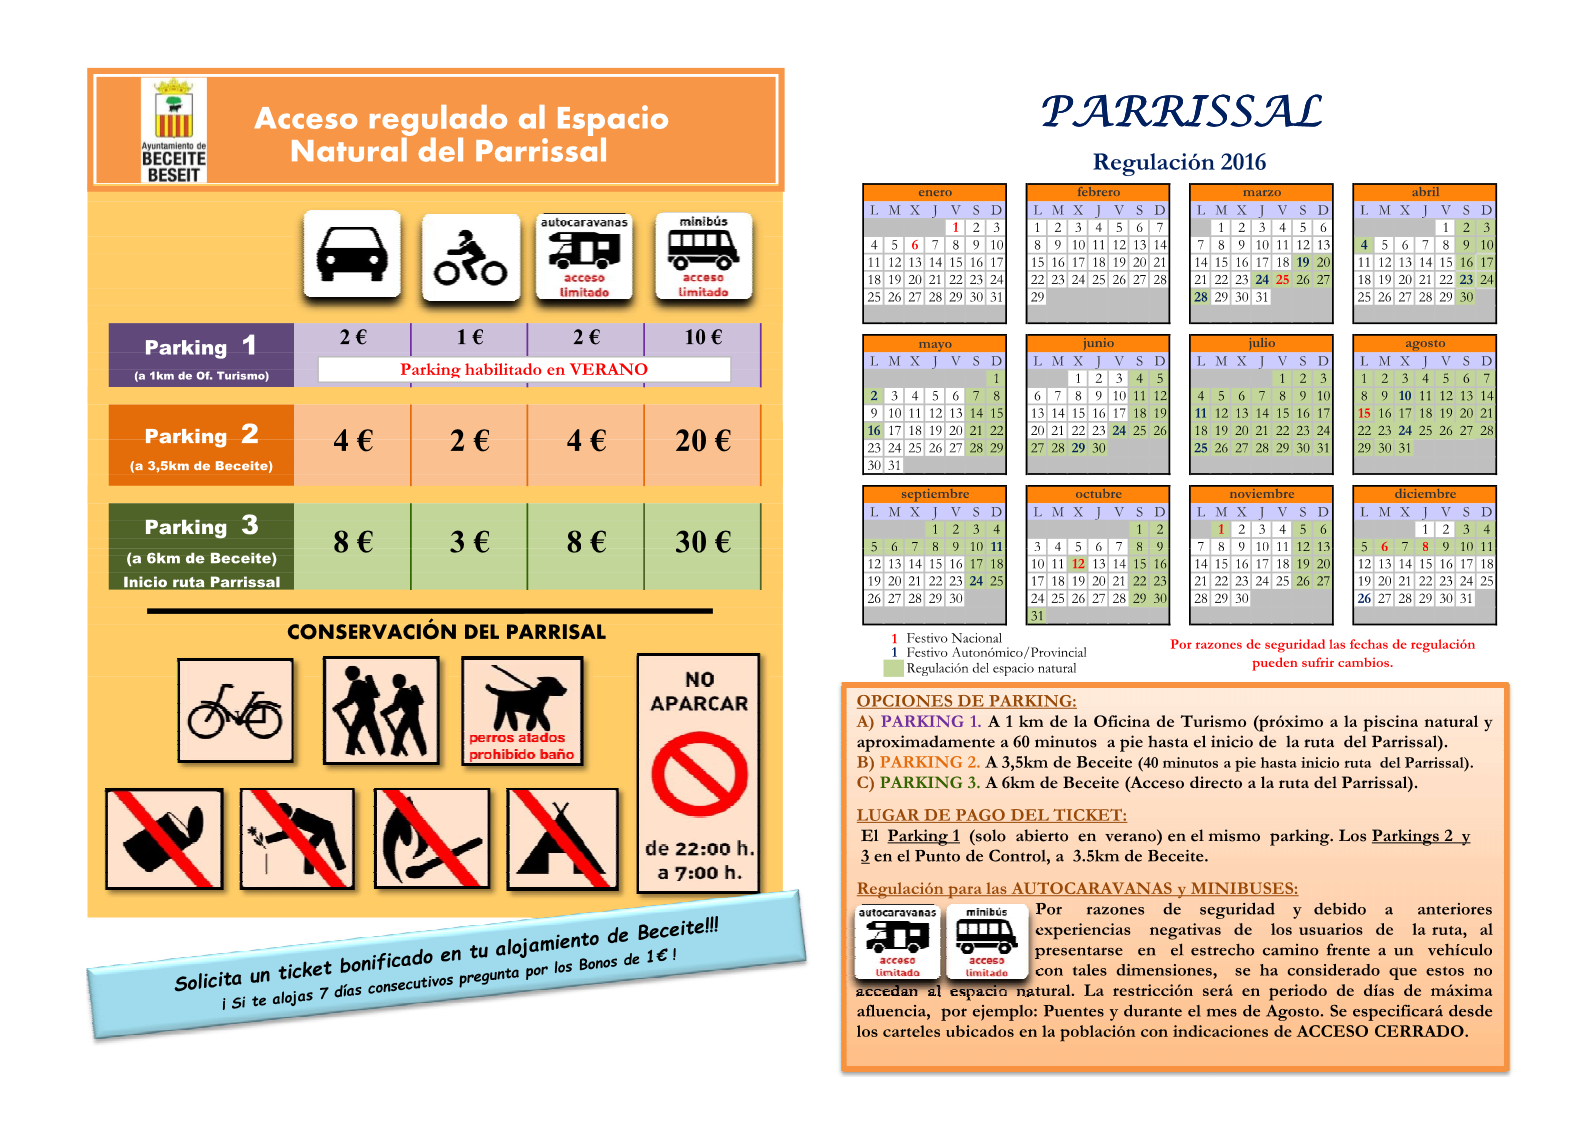 Ayuntamiento de
BECEITE
BESEIT
Acceso regulado al Espacio
Natural del Parrissal
autocaravanas
acceso
limitado
minibús
acceso
limitado
Parking 1
(a 1km de Of. Turismo)
2 € 1 € 2 € 10 €
Parking habilitado en VERANO
Parking 2
(a 3,5km de Beceite)
4 € 2 € 4 € 20 €
Parking 3
(a 6km de Beceite)
Inicio ruta Parrissal
8 € 3 € 8 € 30 €
CONSERVACIÓN DEL PARRISAL
perros atados
prohibido baño
NO
APARCAR
de 22:00 h.
a 7:00 h.
Solicita un ticket bonificado en tu alojamiento de Beceite!!!
¡ Si te alojas 7 días consecutivos pregunta por los Bonos de 1€ !
PARRISSAL
Regulación 2016
enero
L M X J V S D
1 2 3
4 5 6 7 8 9 10
11 12 13 14 15 16 17
18 19 20 21 22 23 24
25 26 27 28 29 30 31
febrero
L M X J V S D
1 2 3 4 5 6 7
8 9 10 11 12 13 14
15 16 17 18 19 20 21
22 23 24 25 26 27 28
29
marzo
L M X J V S D
1 2 3 4 5 6
7 8 9 10 11 12 13
14 15 16 17 18 19 20
21 22 23 24 25 26 27
28 29 30 31
abril
L M X J V S D
1 2 3
4 5 6 7 8 9 10
11 12 13 14 15 16 17
18 19 20 21 22 23 24
25 26 27 28 29 30
mayo
L M X J V S D
1
2 3 4 5 6 7 8
9 10 11 12 13 14 15
16 17 18 19 20 21 22
23 24 25 26 27 28 29
30 31
junio
L M X J V S D
1 2 3 4 5
6 7 8 9 10 11 12
13 14 15 16 17 18 19
20 21 22 23 24 25 26
27 28 29 30
julio
L M X J V S D
1 2 3
4 5 6 7 8 9 10
11 12 13 14 15 16 17
18 19 20 21 22 23 24
25 26 27 28 29 30 31
agosto
L M X J V S D
1 2 3 4 5 6 7
8 9 10 11 12 13 14
15 16 17 18 19 20 21
22 23 24 25 26 27 28
29 30 31
septiembre
L M X J V S D
1 2 3 4
5 6 7 8 9 10 11
12 13 14 15 16 17 18
19 20 21 22 23 24 25
26 27 28 29 30
octubre
L M X J V S D
1 2
3 4 5 6 7 8 9
10 11 12 13 14 15 16
17 18 19 20 21 22 23
24 25 26 27 28 29 30
31
noviembre
L M X J V S D
1 2 3 4 5 6
7 8 9 10 11 12 13
14 15 16 17 18 19 20
21 22 23 24 25 26 27
28 29 30
diciembre
L M X J V S D
1 2 3 4
5 6 7 8 9 10 11
12 13 14 15 16 17 18
19 20 21 22 23 24 25
26 27 28 29 30 31
1 Festivo Nacional
1 Festivo Autonómico/Provincial
Regulación del espacio natural
Por razones de seguridad las fechas de regulación
pueden sufrir cambios.
OPCIONES DE PARKING:
A) PARKING 1. A 1 km de la Oficina de Turismo (próximo a la piscina natural y
aproximadamente a 60 minutos a pie hasta el inicio de la ruta del Parrissal).
B) PARKING 2. A 3,5km de Beceite (40 minutos a pie hasta inicio ruta del Parrissal).
C) PARKING 3. A 6km de Beceite (Acceso directo a la ruta del Parrissal).
LUGAR DE PAGO DEL TICKET:
El Parking 1 (solo abierto en verano) en el mismo parking. Los Parkings 2 y
3 en el Punto de Control, a 3.5km de Beceite.
Regulación para las AUTOCARAVANAS y MINIBUSES:
autocaravanas
acceso
limitado
minibús
acceso
limitado
Por razones de seguridad y debido a anteriores
experiencias negativas de los usuarios de la ruta, al
presentarse en el estrecho camino frente a un vehículo
con tales dimensiones, se ha considerado que estos no
accedan al espacio natural. La restricción será en periodo de días de máxima
afluencia, por ejemplo: Puentes y durante el mes de Agosto. Se especificará desde
los carteles ubicados en la población con indicaciones de ACCESO CERRADO.